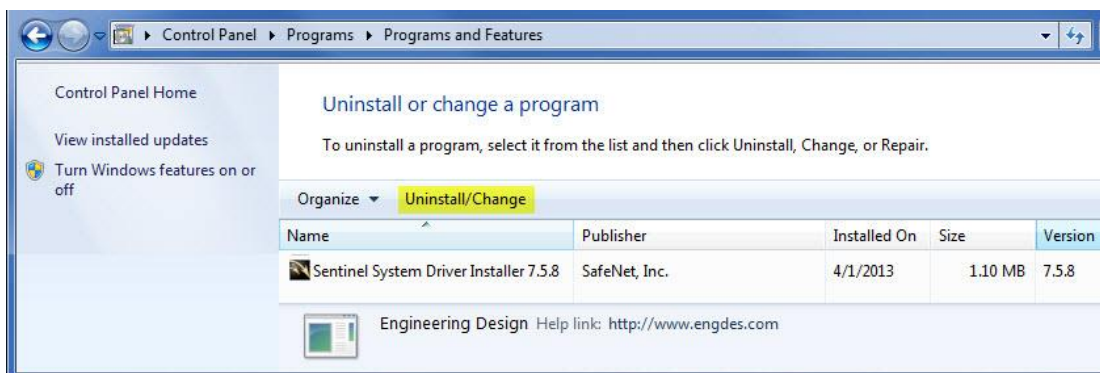 Control Panel ▸ Programs ▸ Programs and Features
Control Panel Home
View installed updates
Turn Windows features on or
off
Uninstall or change a program
To uninstall a program, select it from the list and then click Uninstall, Change, or Repair.
Organize Uninstall/Change
Name Publisher Installed On Size Version
Sentinel System Driver Installer 7.5.8 SafeNet, Inc. 4/1/2013 1.10 MB 7.5.8
Engineering Design Help link: http://www.engdes.com